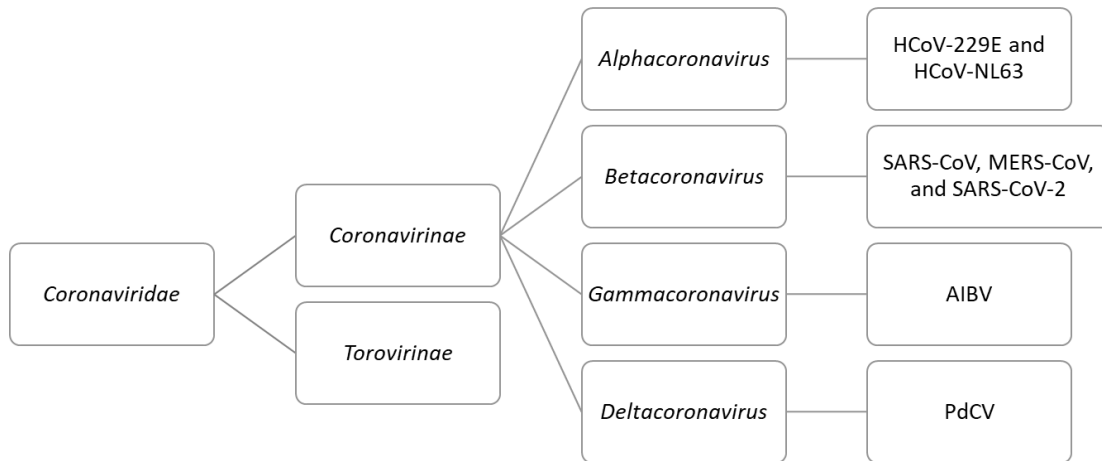 Coronaviridae
Coronavirinae
Torovirinae
Alphacoronavirus
HCoV-229E and
HCoV-NL63
Betacoronavirus
SARS-CoV, MERS-CoV,
and SARS-CoV-2
Gammacoronavirus
AIBV
Deltacoronavirus
PdCV